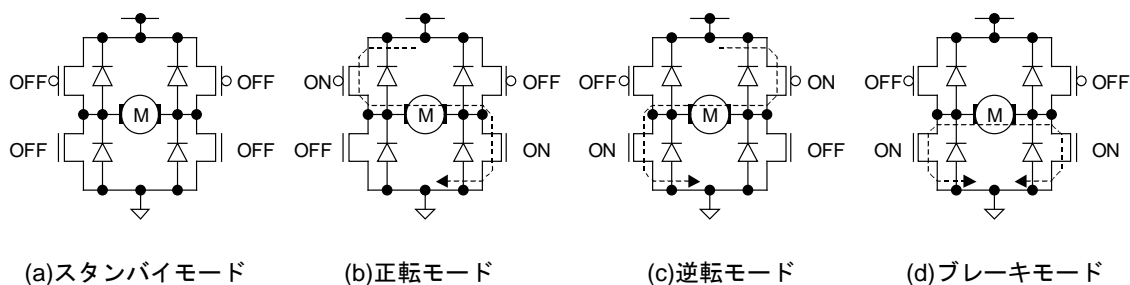 OFF OFF ON OFF OFF ON OFF OFF
M M M M
OFF OFF OFF ON ON OFF ON ON
(a)スタンバイモード (b)正転モード (c)逆転モード (d)ブレーキモード